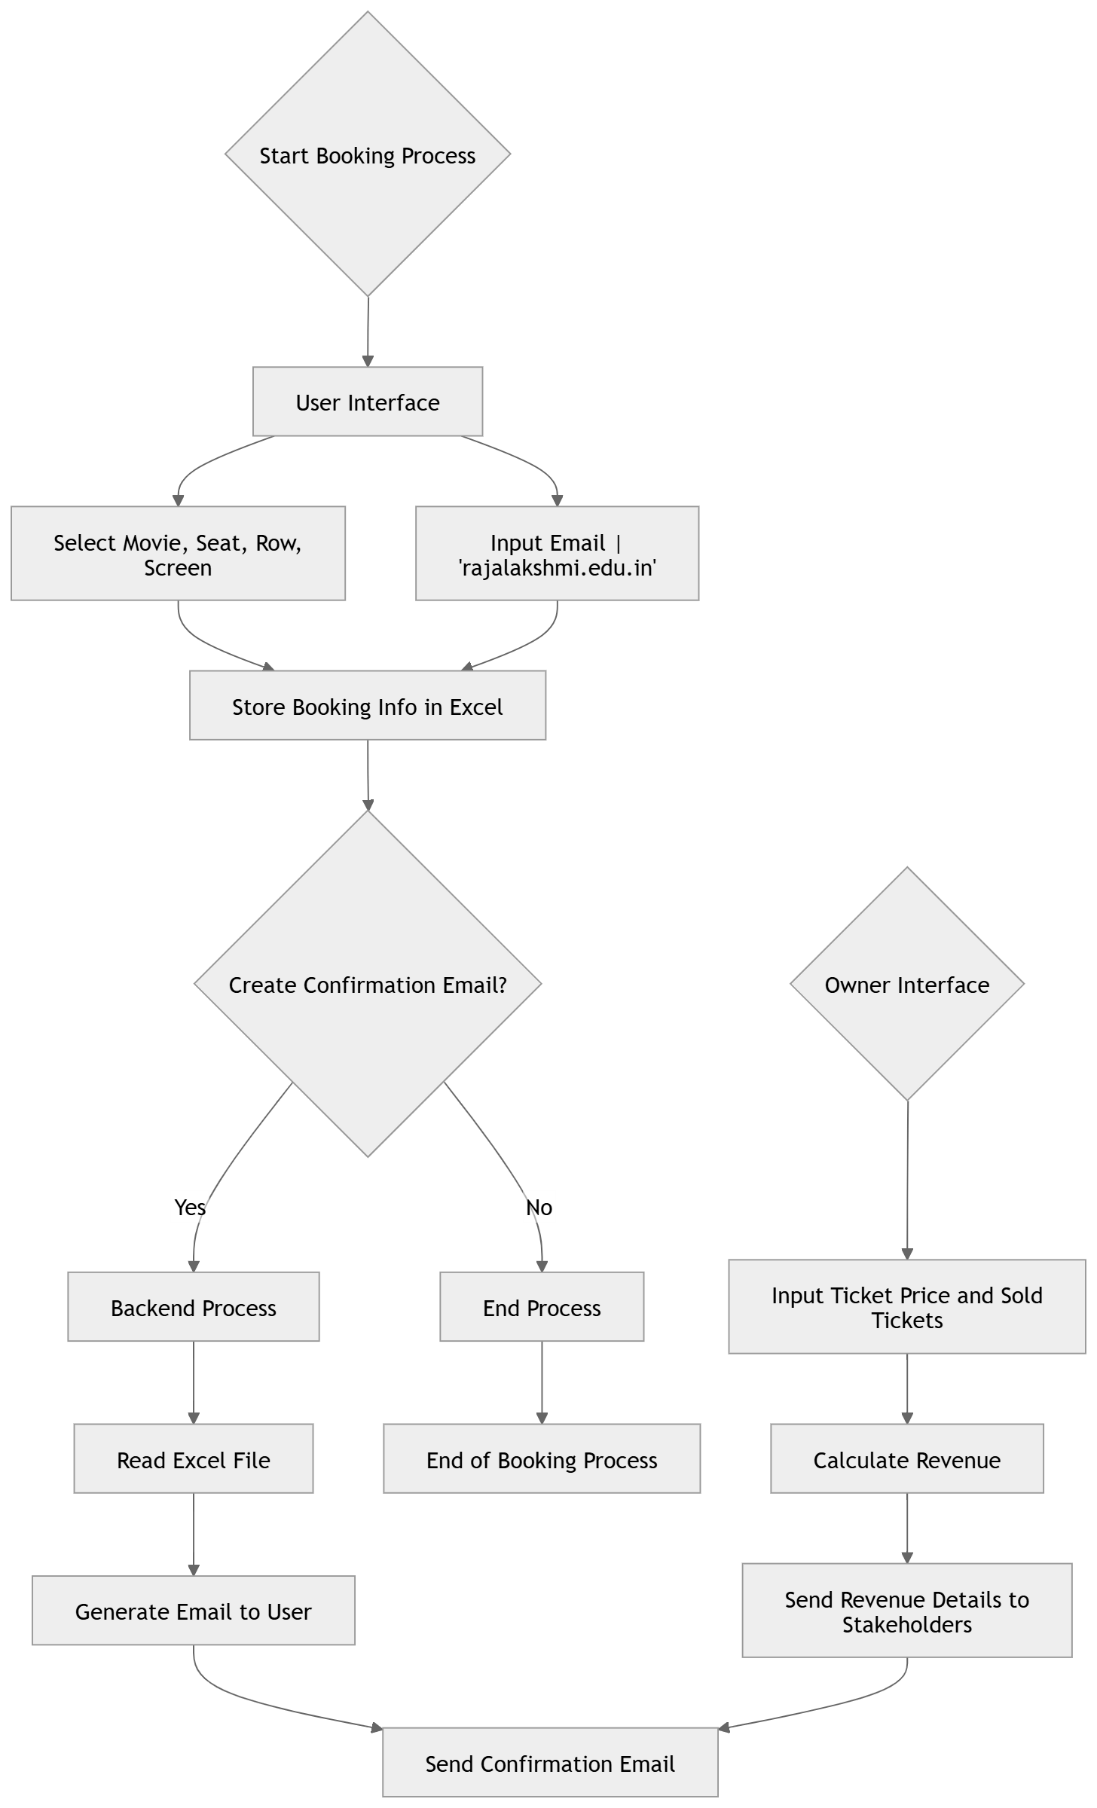 Start Booking Process
User Interface
Select Movie, Seat, Row,
Screen
Input Email |
'rajalakshmi.edu.in'
Store Booking Info in Excel
Create Confirmation Email?
Owner Interface
Yes
No
Backend Process
End Process
Input Ticket Price and Sold
Tickets
Read Excel File
End of Booking Process
Calculate Revenue
Generate Email to User
Send Revenue Details to
Stakeholders
Send Confirmation Email